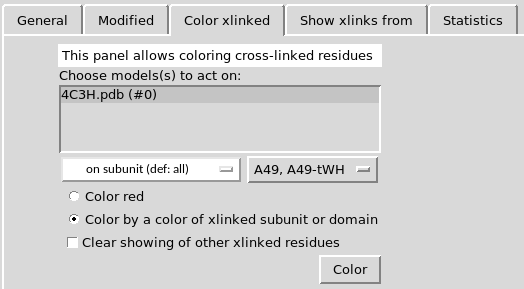 General Modified Color xlinked Show xlinks from Statistics
This panel allows coloring cross-linked residues
Choose models(s) to act on:
4C3H.pdb (#0)
on subunit (def: all) A49, A49-tWH
Color red
Color by a color of xlinked subunit or domain
Clear showing of other xlinked residues
Color